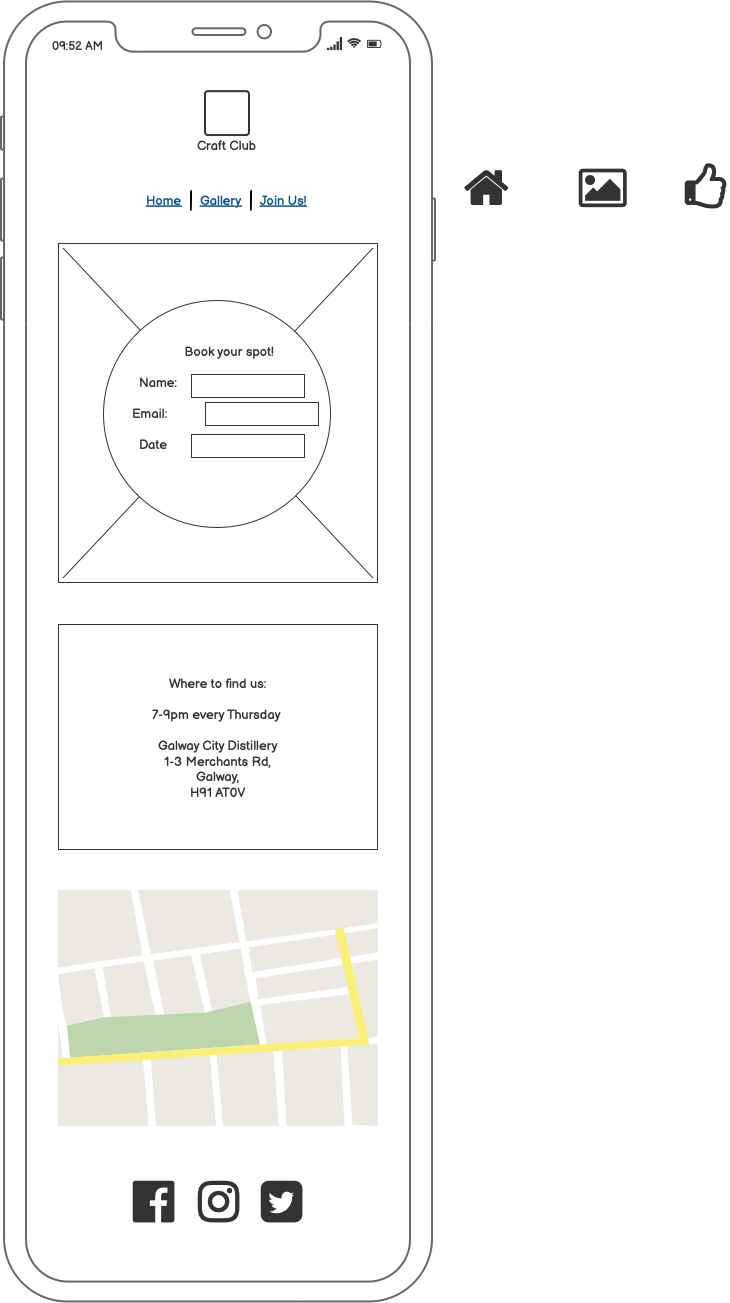 09:52 AM
Craft Club
Home Gallery Join Us!
Book your spot!
Name:
Email:
Date
Where to find us:
7-9pm every Thursday
Galway City Distillery
1-3 Merchants Rd,
Galway,
H91 AT0V